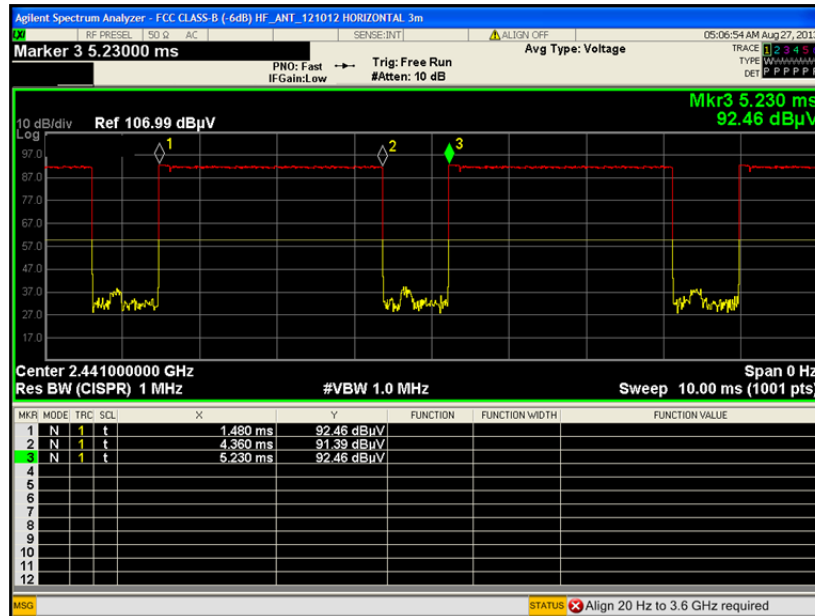 Agilent Spectrum Analyzer - FCC CLASS-B (-6dB) HF_ANT_121012 HORIZONTAL 3m
LXI RF PRESEL 50 Ω AC SENSE:INT ALIGN OFF 05:06:54 AM Aug 27, 201
Marker 3 5.23000 ms Avg Type: Voltage TRACE 1 2 3 4 5
PNO: Fast Trig: Free Run TYPE
IFGain:Low #Atten: 10 dB DET P P P P P
Mkr3 5.230 ms
10 dB/div Ref 106.99 dBµV 92.46 dBµV
Log
97.0 1 2 3
87.0
77.0
67.0
57.0
47.0
37.0
27.0
17.0
Center 2.441000000 GHz Span 0 Hz
Res BW (CISPR) 1 MHz #VBW 1.0 MHz Sweep 10.00 ms (1001 pts)
MKR MODE TRC SCL X Y FUNCTION FUNCTION WIDTH FUNCTION VALUE
1 N 1 t 1.480 ms 92.46 dBµV
2 N 1 t 4.360 ms 91.39 dBµV
3 N 1 t 5.230 ms 92.46 dBµV
4
5
6
7
8
9
10
11
12
MSG STATUS Align 20 Hz to 3.6 GHz required